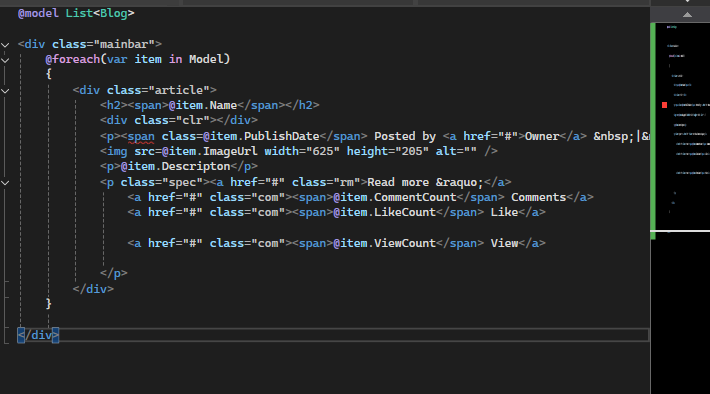 @model List<Blog>
<div class="mainbar">
@foreach(var item in Model)
{
<div class="article">
<h2><span>@item.Name</span></h2>
<div class="clr"></div>
<p><span class=@item.PublishDate</span> Posted by <a href="#">Owner</a> &nbsp;|&
<img src=@item.ImageUrl width="625" height="205" alt="" />
<p>@item.Descripton</p>
<p class="spec"><a href="#" class="rm">Read more &raquo;</a>
<a href="#" class="com"><span>@item.CommentCount</span> Comments</a>
<a href="#" class="com"><span>@item.LikeCount</span> Like</a>
<a href="#" class="com"><span>@item.ViewCount</span> View</a>
</p>
</div>
}
</div>